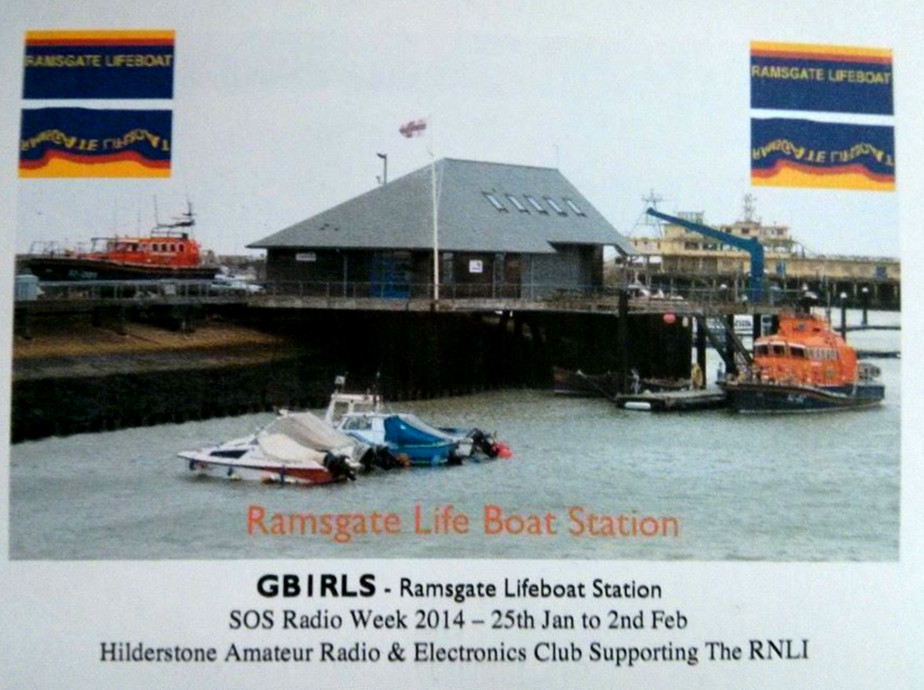 RAMSGATE LIFEBOAT
RAMSGATE LIFEBOAT
RAMSGATE LIFEBOAT
RAMSGATE LIFEBOAT
Ramsgate Life Boat Station
GB1RLS - Ramsgate Lifeboat Station
SOS Radio Week 2014 – 25th Jan to 2nd Feb
Hilderstone Amateur Radio & Electronics Club Supporting The RNLI